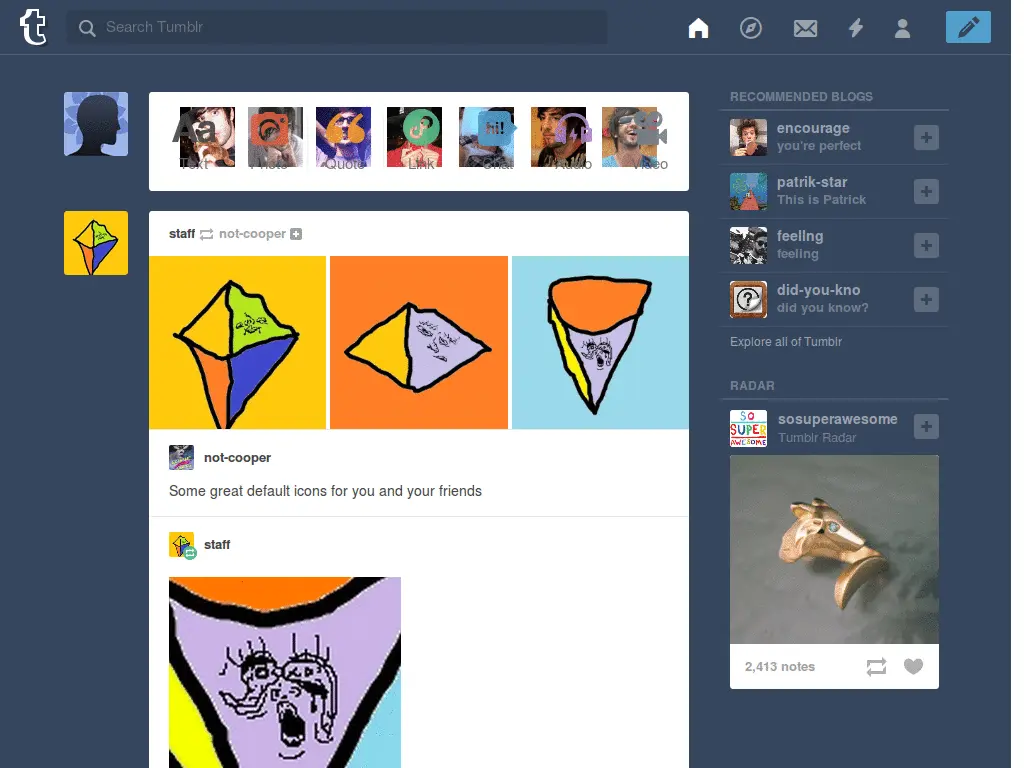 t
Search Tumblr
Aa
hi!
Text
Photo
Quote
Link
Chat
Audio
Video
staff not-cooper
not-cooper
Some great default icons for you and your friends
staff
RECOMMENDED BLOGS
encourage
you're perfect
patrik-star
This is Patrick
feellng
feeling
?
did-you-kno
did you know?
Explore all of Tumblr
RADAR
SO
SUPER
AWESOME
sosuperawesome
Tumblr Radar
2,413 notes